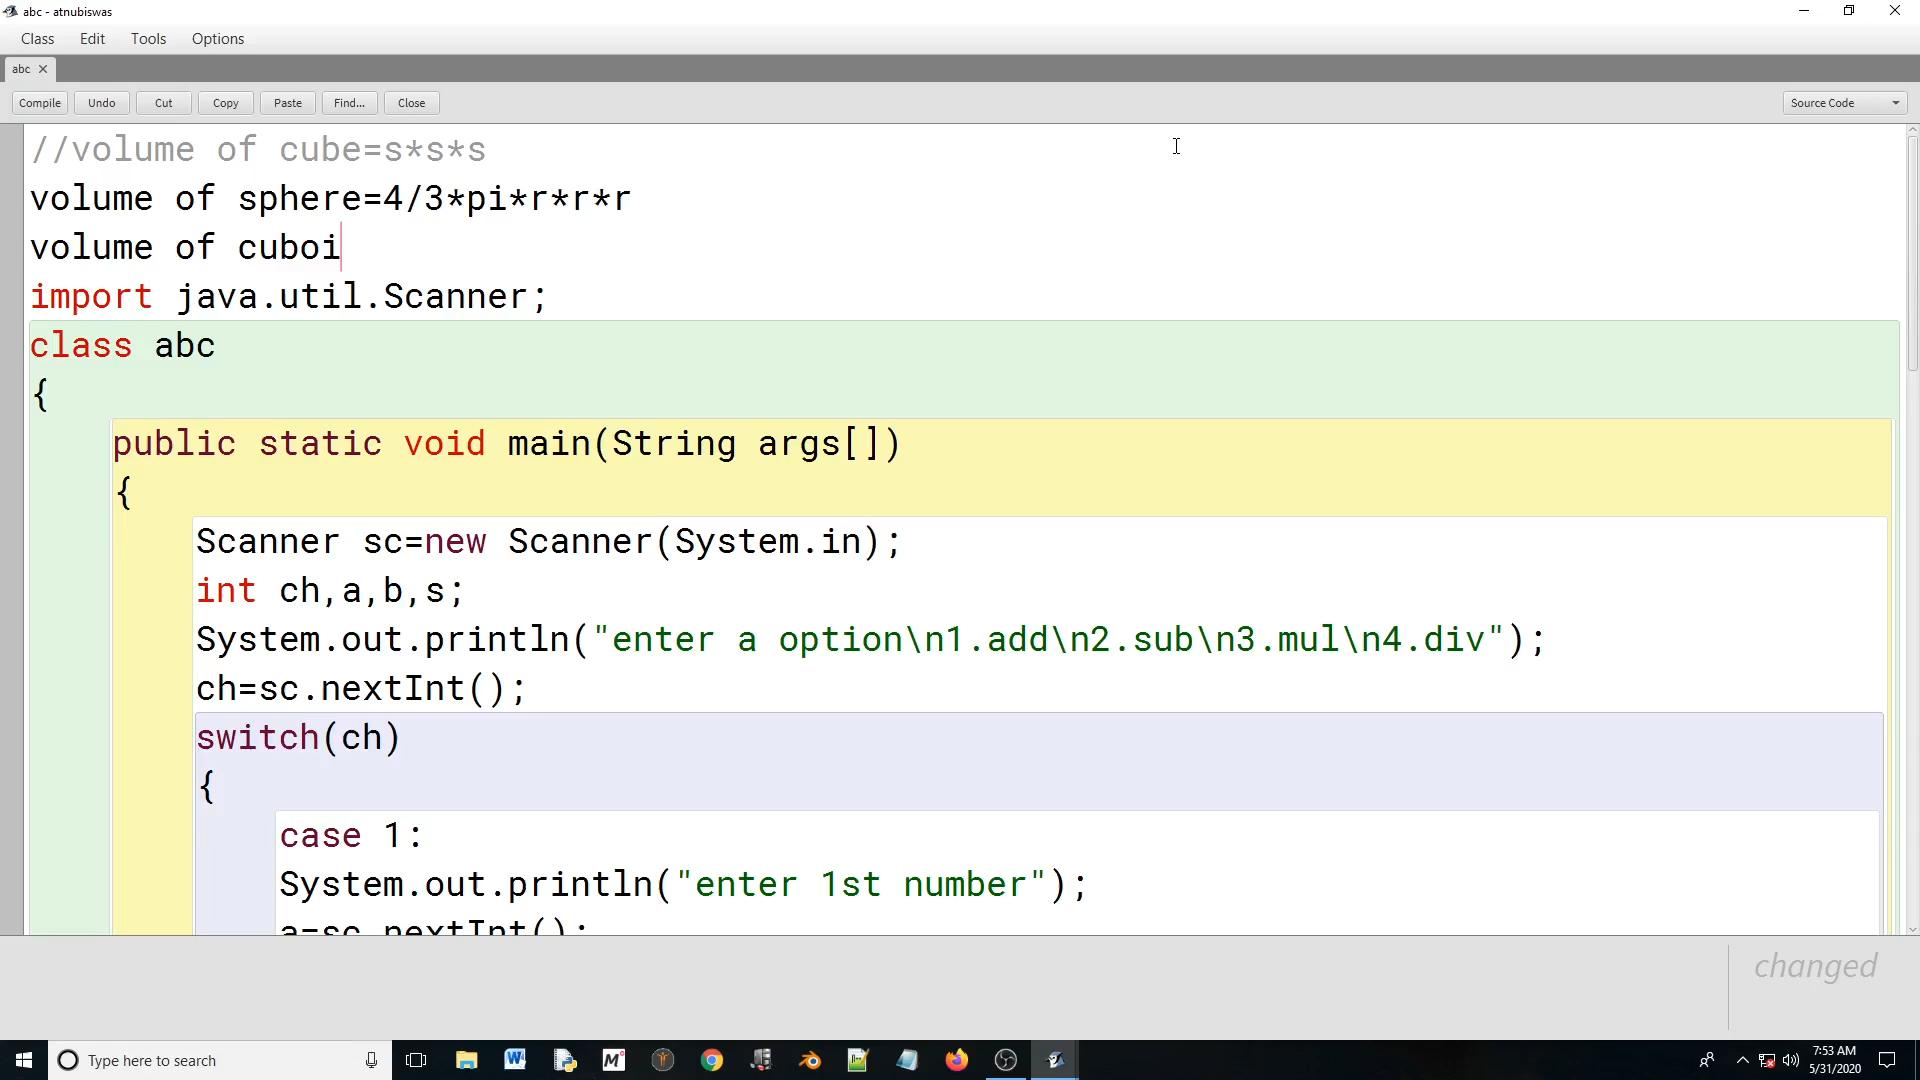 abc - atnubiswas
Class Edit Tools Options
abc
Compile Undo Cut Copy Paste Find... Close Source Code
//volume of cube=s*s*s
volume of sphere=4/3*pi*r*r*r
volume of cuboi
import java.util.Scanner;
class abc
{
public static void main(String args[])
{
Scanner sc=new Scanner(System.in);
int ch,a,b,s;
System.out.println("enter a option\n1.add\n2.sub\n3.mul\n4.div");
ch=sc.nextInt();
switch(ch)
{
case 1:
System.out.println("enter 1st number");
a=sc.nextInt();
changed
Type here to search
7:53 AM
5/31/2020